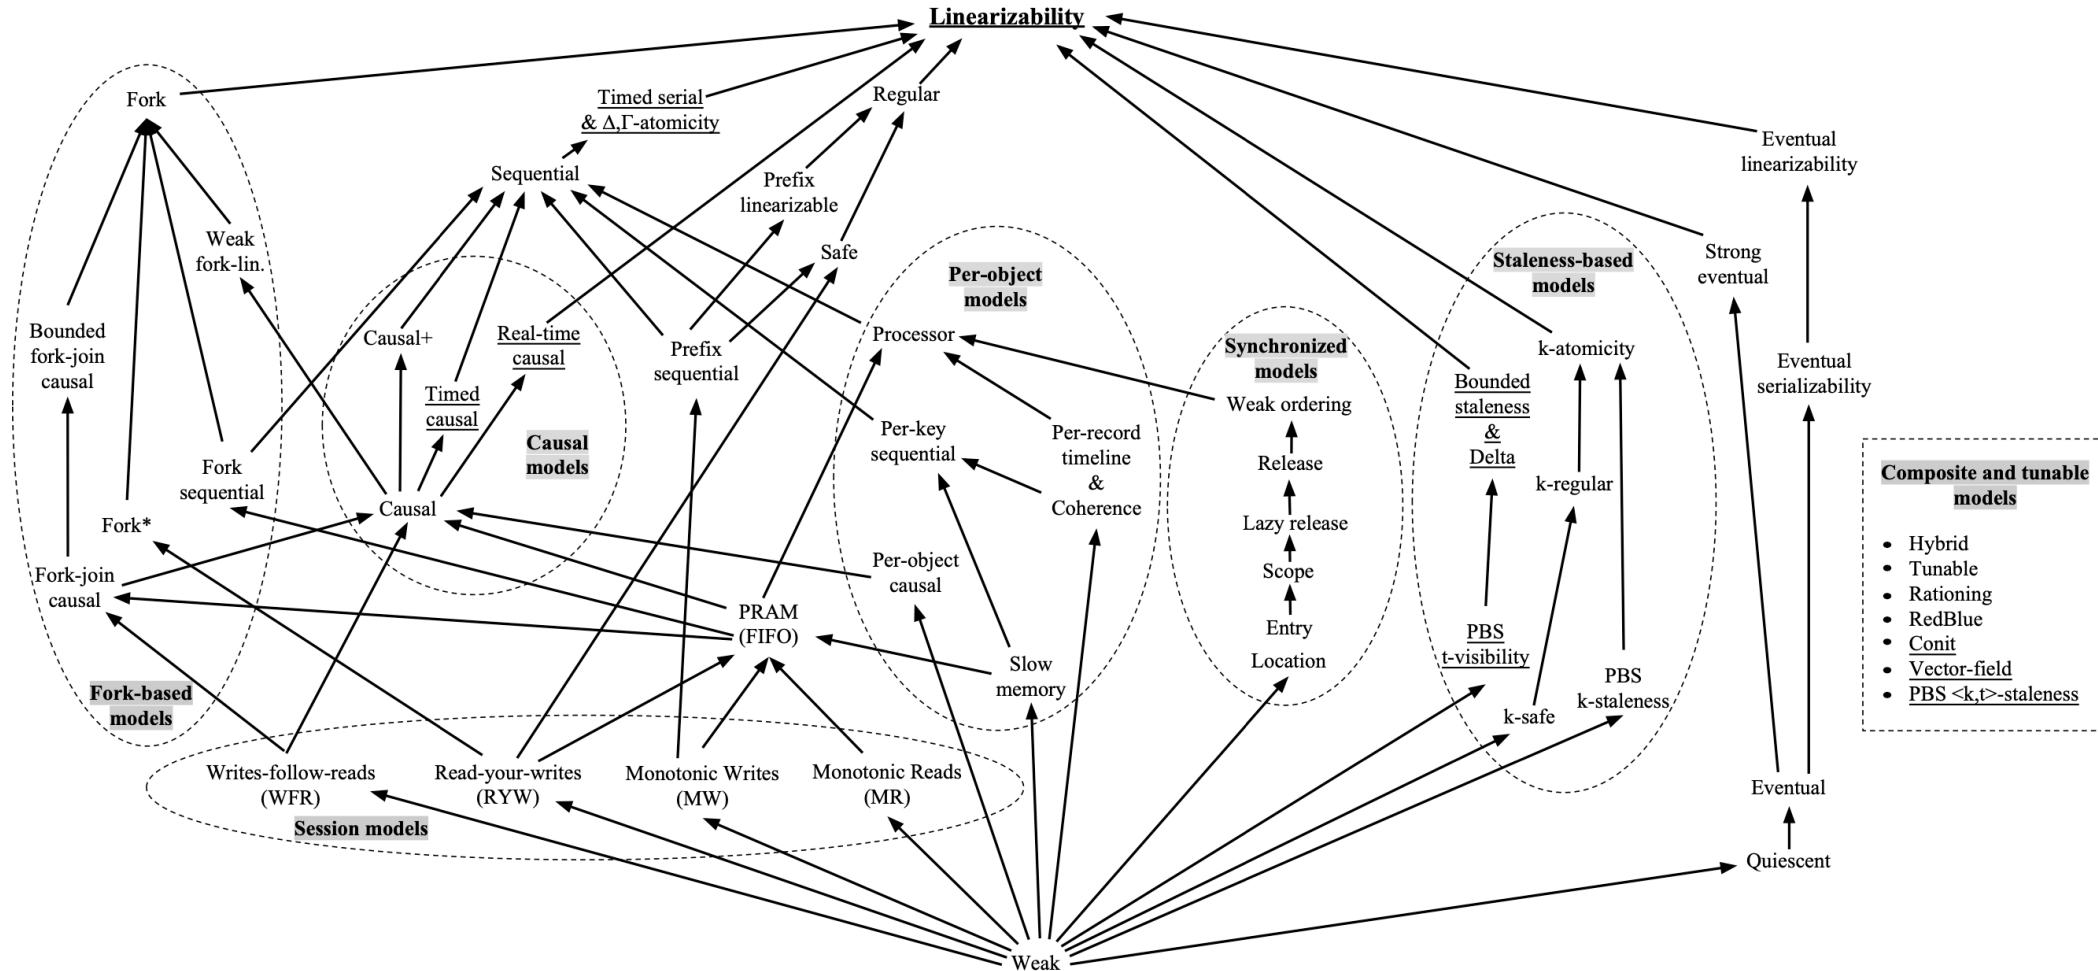 Linearizability
Fork
Timed serial
& Δ,Γ-atomicity
Regular
Eventual
linearizability
Sequential
Prefix
linearizable
Weak
fork-lin.
Safe
Strong
eventual
Staleness-based
models
Per-object
models
Bounded
fork-join
causal
Causal+
Real-time
causal
Prefix
sequential
Processor
Synchronized
models
k-atomicity
Eventual
serializability
Timed
causal
Bounded
staleness
&
Delta
Weak ordering
Causal
models
Per-key
sequential
Per-record
timeline
&
Coherence
Release
k-regular
Fork
sequential
Fork*
Causal
Lazy release
Composite and tunable
models
Hybrid
Tunable
Rationing
RedBlue
Conit
Vector-field
PBS <k,t>-staleness
Fork-join
causal
Per-object
causal
Scope
PRAM
(FIFO)
Entry
Location
PBS
t-visibility
Slow
memory
PBS
k-staleness
k-safe
Fork-based
models
Writes-follow-reads
(WFR)
Read-your-writes
(RYW)
Monotonic Writes
(MW)
Monotonic Reads
(MR)
Session models
Eventual
Quiescent
Weak